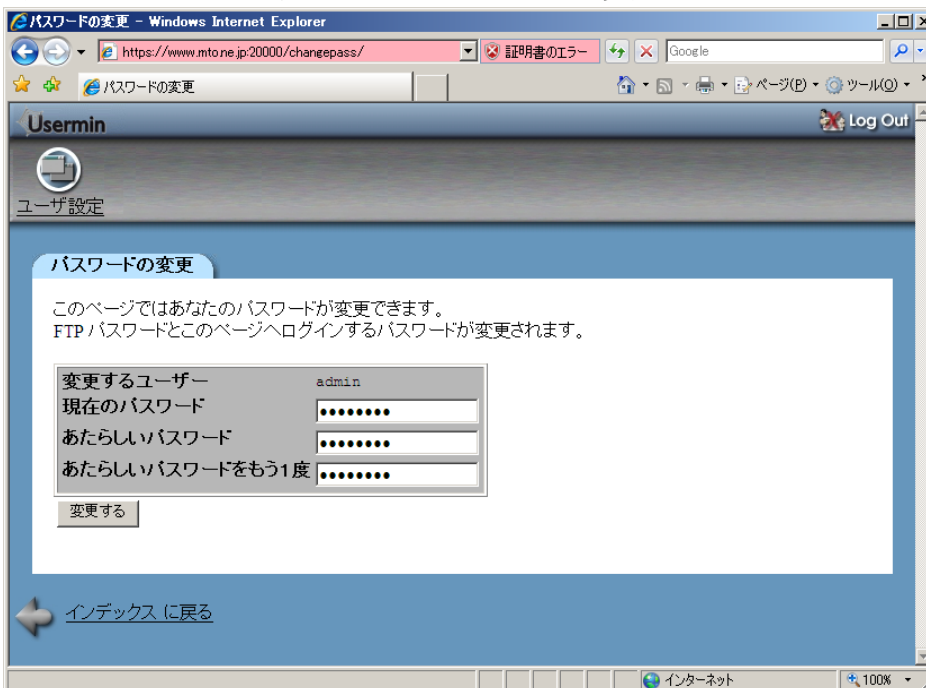 パスワードの変更 - Windows Internet Explorer
https://www.mto.ne.jp:20000/changepass/
証明書のエラー
Google
パスワードの変更
ページ(P)
ツール(O)
Usermin
Log Out
ユーザ設定
パスワードの変更
このページではあなたのパスワードが変更できます。
FTP パスワードとこのページへログインするパスワードが変更されます。
変更するユーザー admin
現在のパスワード ••••••••
あたらしいパスワード ••••••••
あたらしいパスワードをもう1度 ••••••••
変更する
インデックス に戻る
インターネット
100%